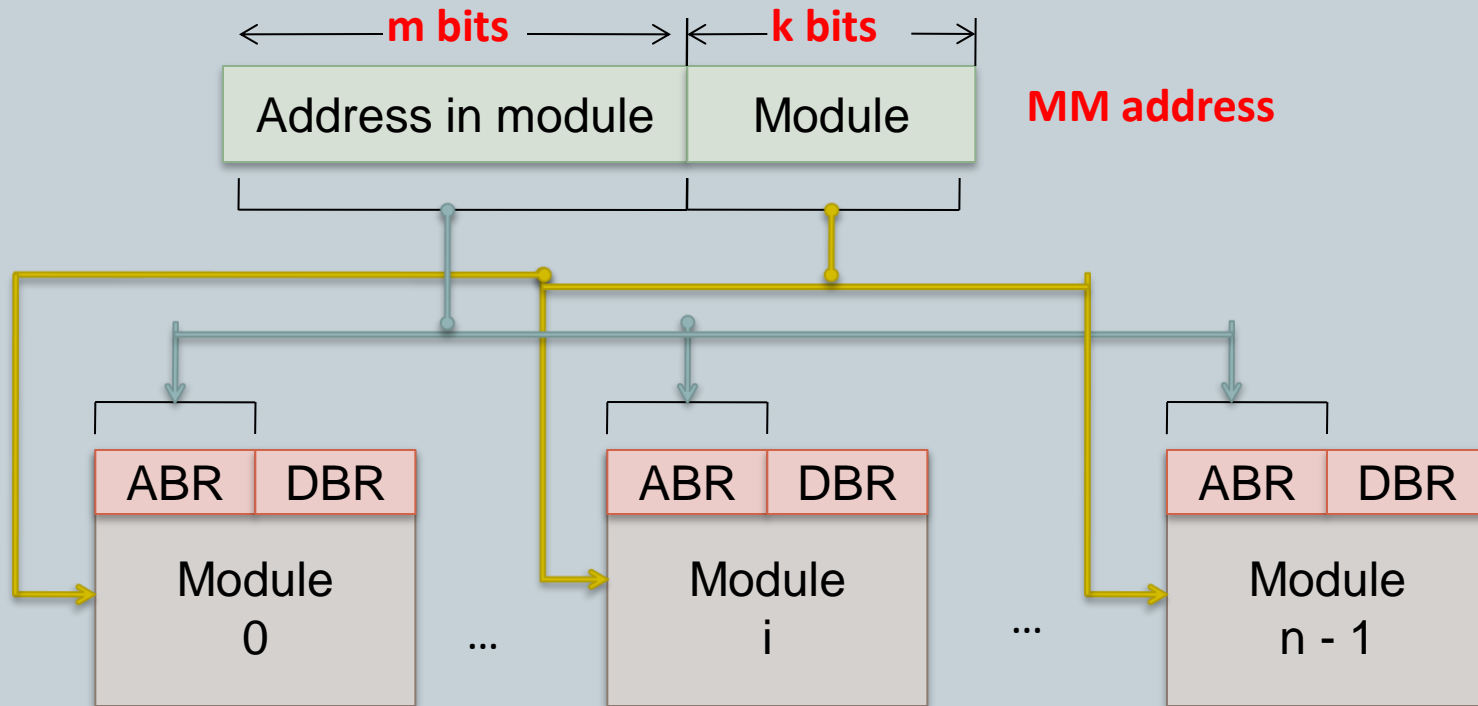 m bits k bits
Address in module Module MM address
ABR DBR ABR DBR ABR DBR
Module Module Module
0 ... i ... n - 1